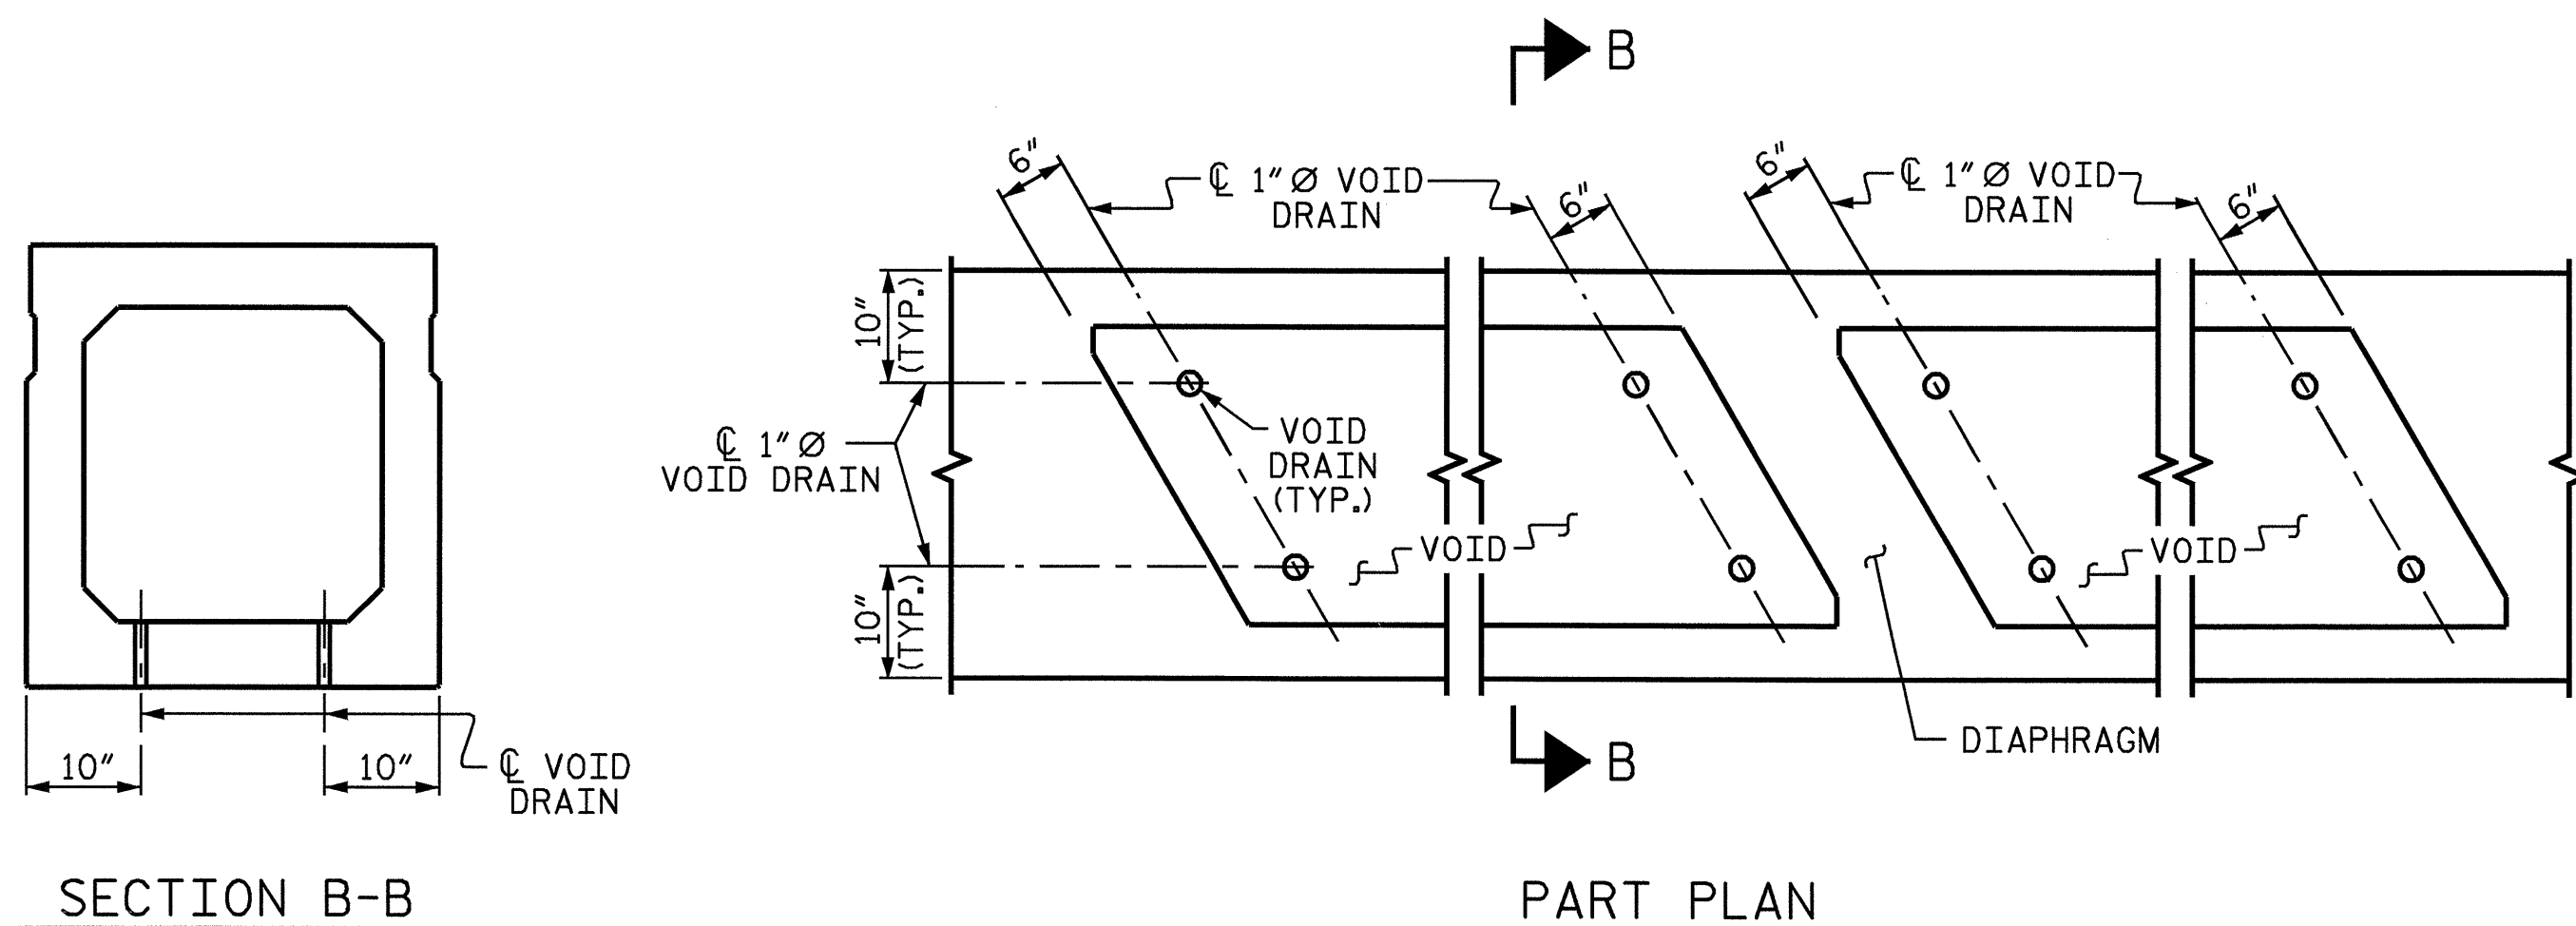 B
6"
℄ 1" Ø VOID
DRAIN
6"
6"
℄ 1" Ø VOID
DRAIN
6"
10"
(TYP.)
℄ 1" Ø
VOID DRAIN
VOID
DRAIN
(TYP.)
VOID
VOID
10"
(TYP.)
DIAPHRAGM
B
10"
10"
℄ VOID
DRAIN
SECTION B-B
PART PLAN